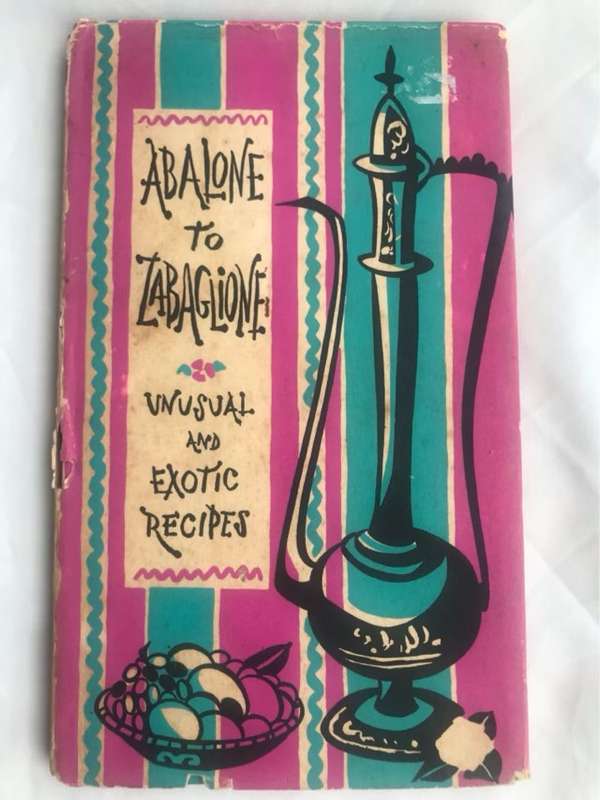 ABALONE
TO
ZABAGLIONE
UNUSUAL
AND
EXOTIC
RECIPES